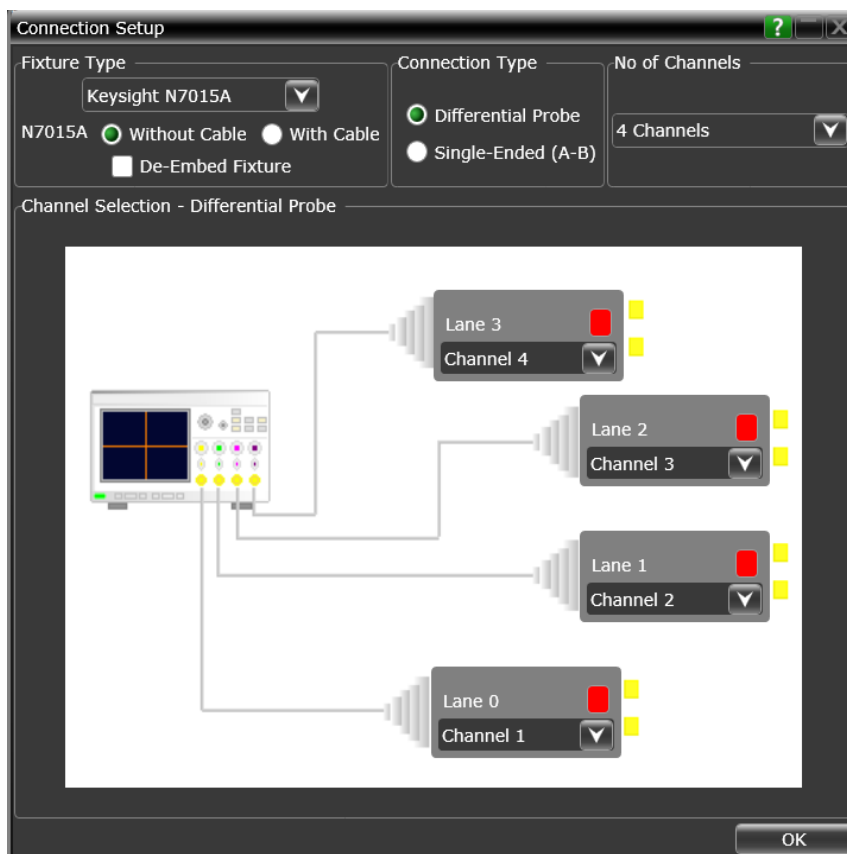 Connection Setup
?
Fixture Type
Keysight N7015A
N7015A Without Cable With Cable
De-Embed Fixture
Connection Type
Differential Probe
Single-Ended (A-B)
No of Channels
4 Channels
Channel Selection - Differential Probe
Lane 3
Channel 4
Lane 2
Channel 3
Lane 1
Channel 2
Lane 0
Channel 1
OK